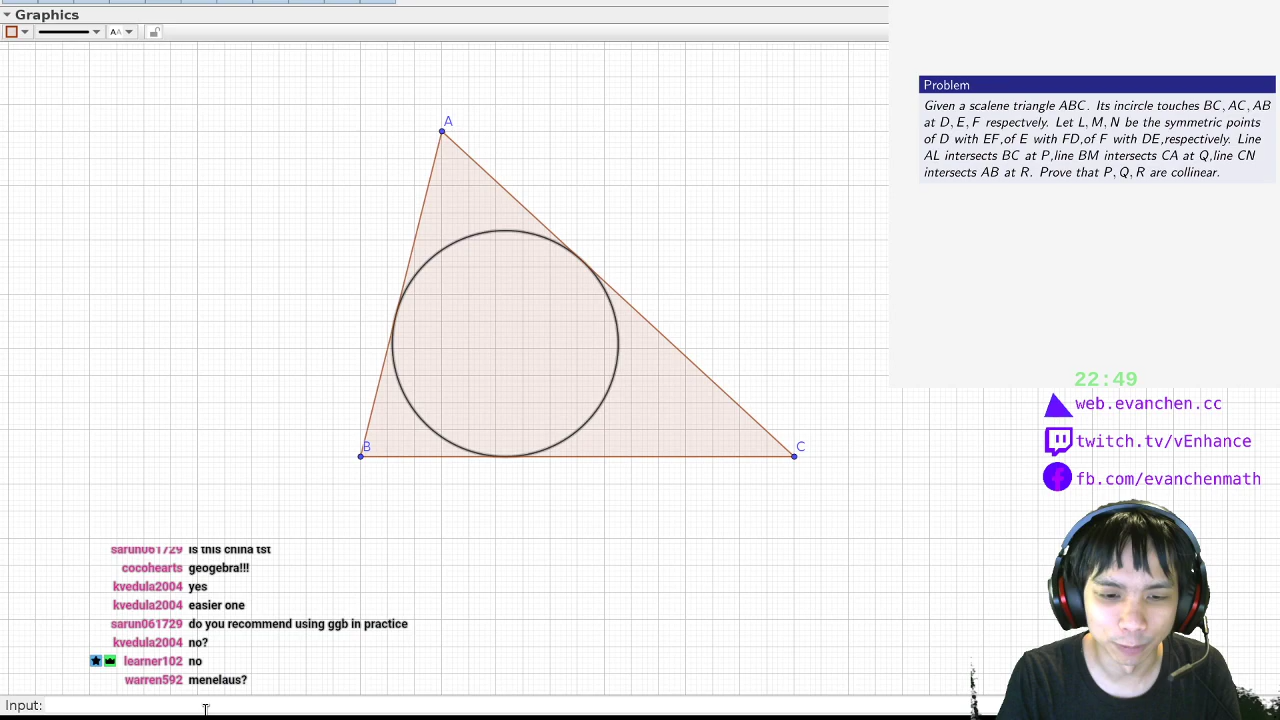 Graphics
AA
Problem
Given a scalene triangle ABC. Its incircle touches BC, AC, AB
at D, E, F respectvely. Let L, M, N be the symmetric points
of D with EF,of E with FD,of F with DE,respectively. Line
AL intersects BC at P,line BM intersects CA at Q,line CN
intersects AB at R. Prove that P, Q, R are collinear.
A
B
C
22:49
web.evanchen.cc
twitch.tv/vEnhance
fb.com/evanchenmath
sarun061729 is this china tst
cocohearts geogebra!!!
kvedula2004 yes
kvedula2004 easier one
sarun061729 do you recommend using ggb in practice
kvedula2004 no?
learner102 no
warren592 menelaus?
Input: